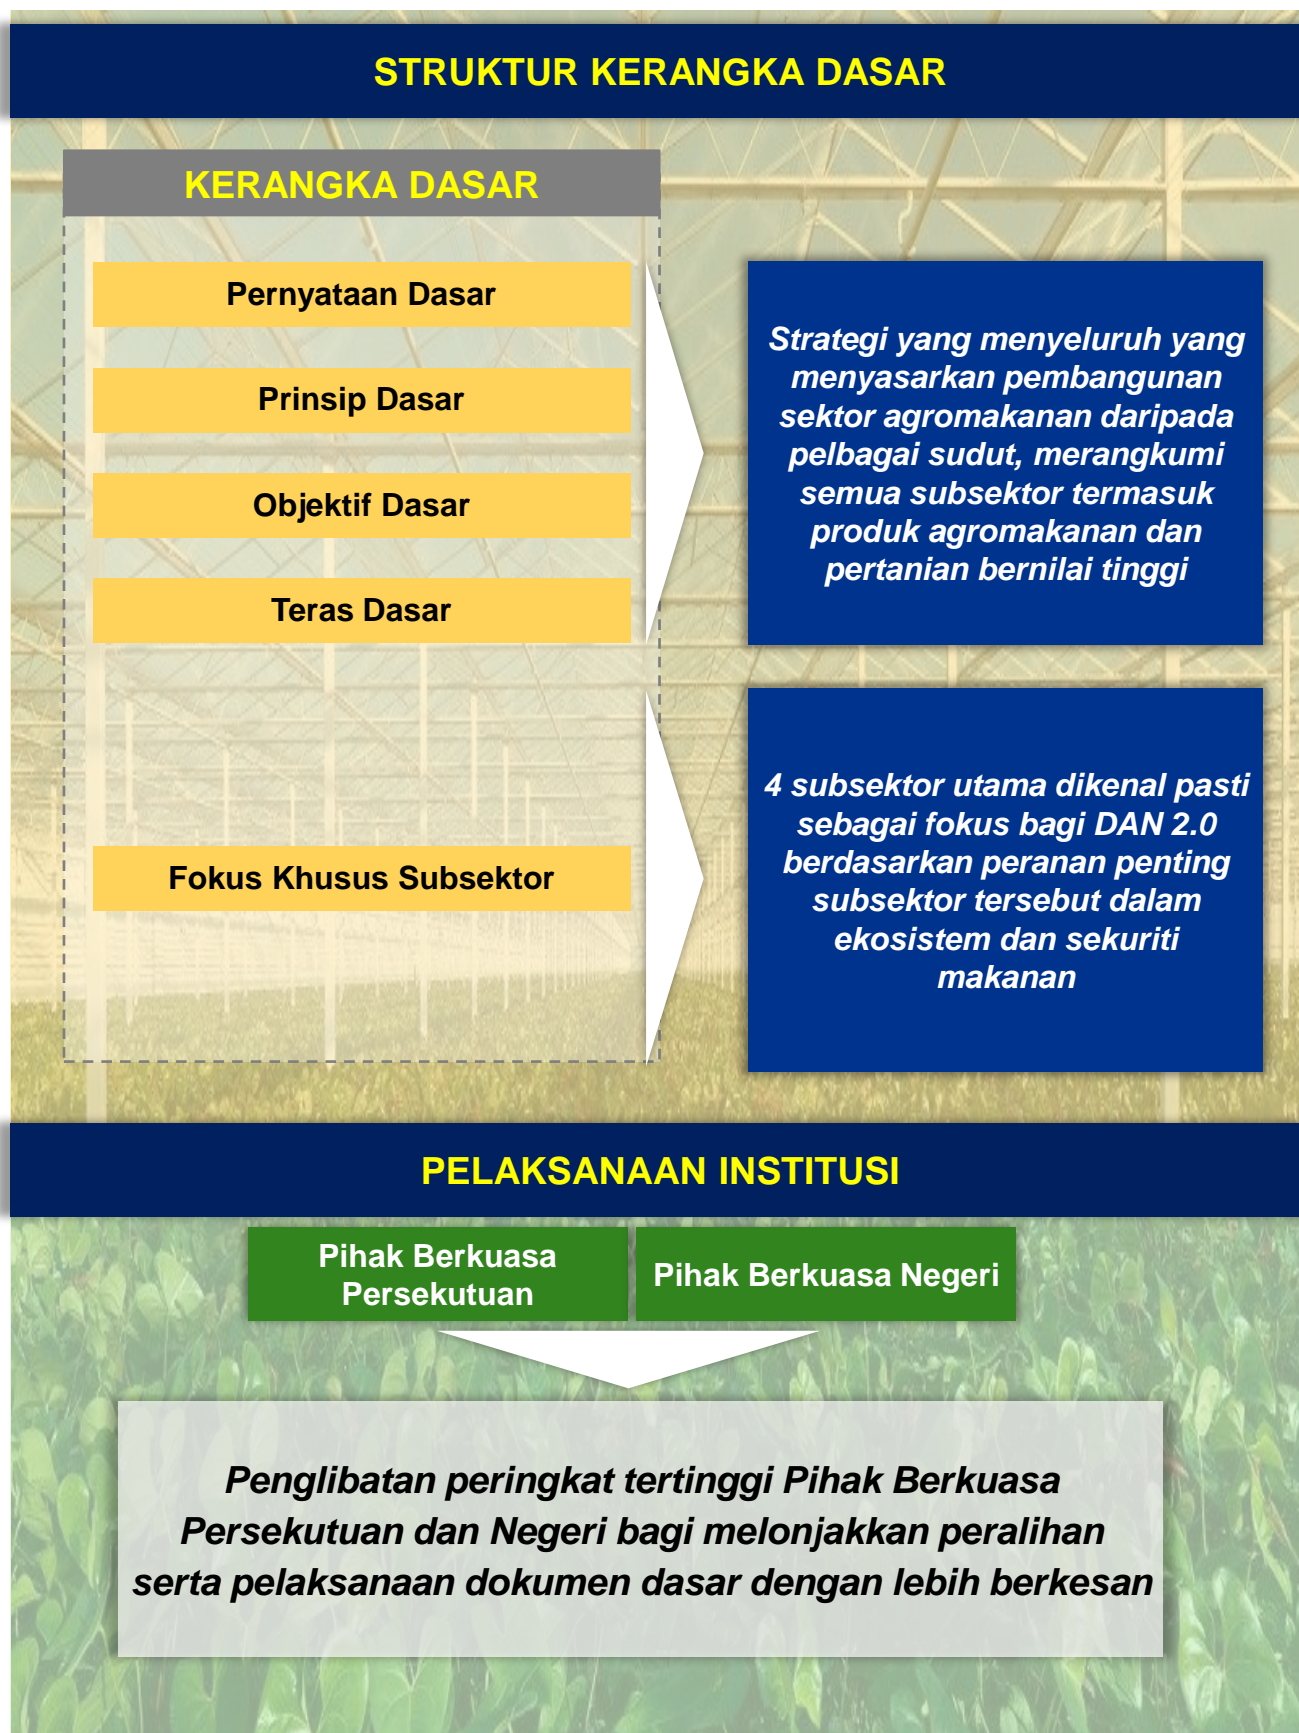 STRUKTUR KERANGKA DASAR
KERANGKA DASAR
Pernyataan Dasar
Prinsip Dasar
Objektif Dasar
Teras Dasar
Strategi yang menyeluruh yang
menyasarkan pembangunan
sektor agromakanan daripada
pelbagai sudut, merangkumi
semua subsektor termasuk
produk agromakanan dan
pertanian bernilai tinggi
Fokus Khusus Subsektor
4 subsektor utama dikenal pasti
sebagai fokus bagi DAN 2.0
berdasarkan peranan penting
subsektor tersebut dalam
ekosistem dan sekuriti
makanan
PELAKSANAAN INSTITUSI
Pihak Berkuasa
Persekutuan
Pihak Berkuasa Negeri
Penglibatan peringkat tertinggi Pihak Berkuasa
Persekutuan dan Negeri bagi melonjakkan peralihan
serta pelaksanaan dokumen dasar dengan lebih berkesan